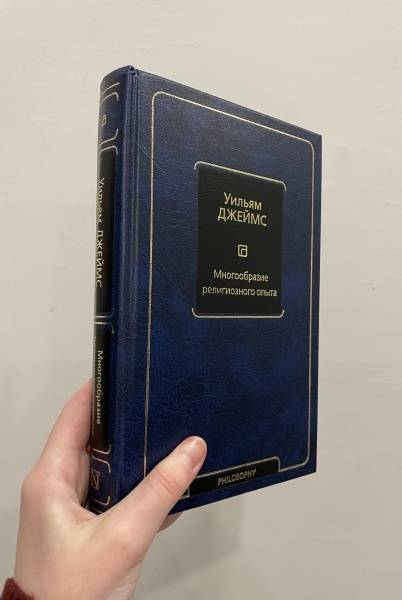 Уильям
ДЖЕЙМС
Многообразие
религиозного опыта
PHILOSOPHY
Уильям ДЖЕЙМС
Многообразие